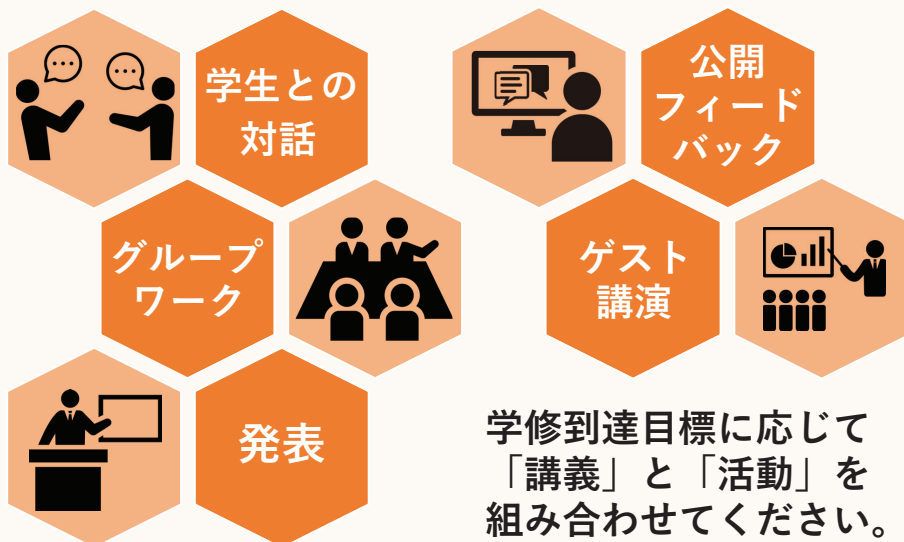 学生との
対話
公開
フィード
バック
グループ
ワーク
ゲスト
講演
発表
学修到達目標に応じて
「講義」と「活動」を
組み合わせてください。